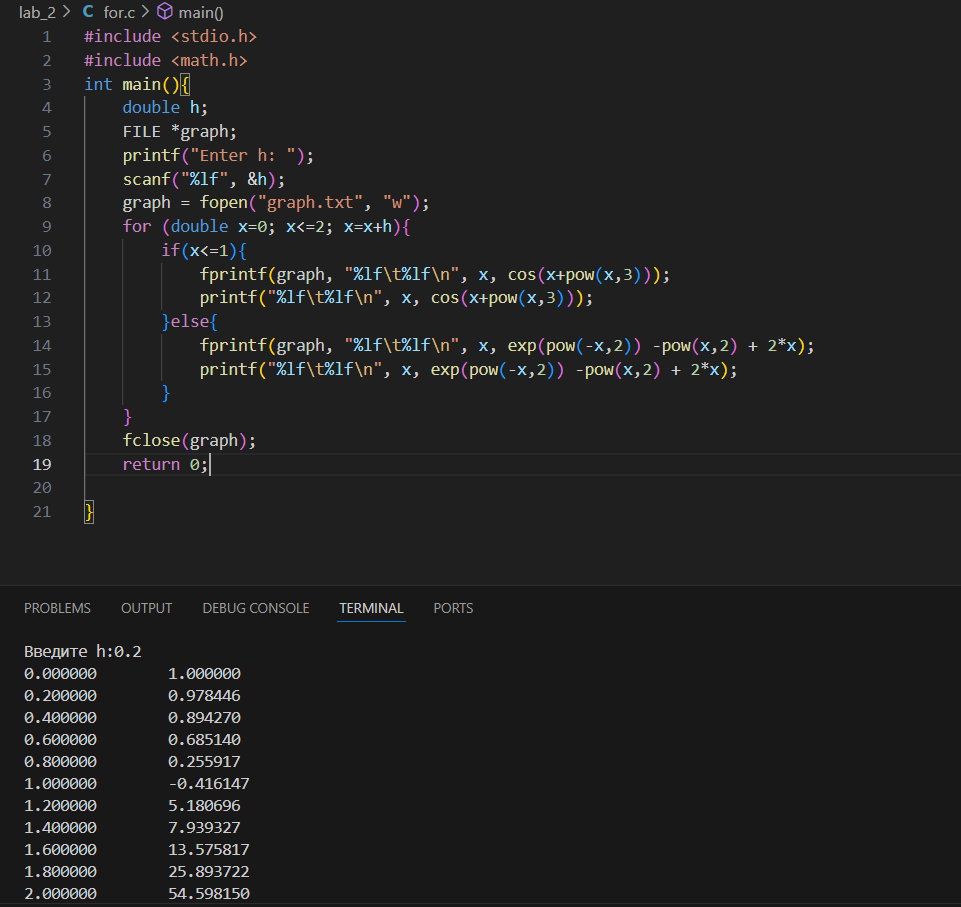 lab_2 > C for.c > main()
1 #include <stdio.h>
2 #include <math.h>
3 int main(){
4     double h;
5     FILE *graph;
6     printf("Enter h: ");
7     scanf("%lf", &h);
8     graph = fopen("graph.txt", "w");
9     for (double x=0; x<=2; x=x+h){
10         if(x<=1){
11             fprintf(graph, "%lf\t%lf\n", x, cos(x+pow(x,3)));
12             printf("%lf\t%lf\n", x, cos(x+pow(x,3)));
13         }else{
14             fprintf(graph, "%lf\t%lf\n", x, exp(pow(-x,2)) -pow(x,2) + 2*x);
15             printf("%lf\t%lf\n", x, exp(pow(-x,2)) -pow(x,2) + 2*x);
16         }
17     }
18     fclose(graph);
19     return 0;
20
21 }
PROBLEMS OUTPUT DEBUG CONSOLE TERMINAL PORTS
Введите h:0.2
0.000000 1.000000
0.200000 0.978446
0.400000 0.894270
0.600000 0.685140
0.800000 0.255917
1.000000 -0.416147
1.200000 5.180696
1.400000 7.939327
1.600000 13.575817
1.800000 25.893722
2.000000 54.598150